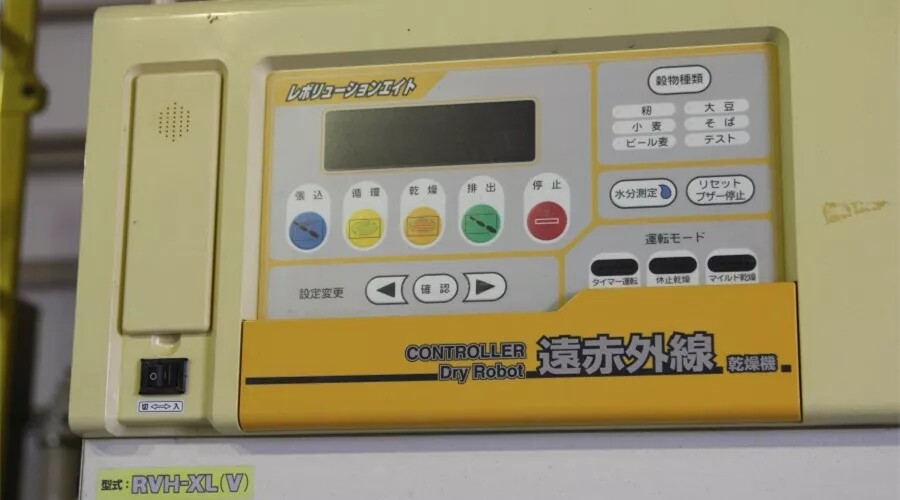 レボリューションエイト
張込 循環 乾燥 排出 停止
設定変更 ◀ 確認 ▶
穀物種類
籾 大豆
小麦 そば
ビール麦 テスト
水分測定
リセット
ブザー停止
運転モード
タイマー運転 休止乾燥 マイルド乾燥
CONTROLLER
Dry Robot 遠赤外線 乾燥機
切⇔入
型式:RVH-XL(V)